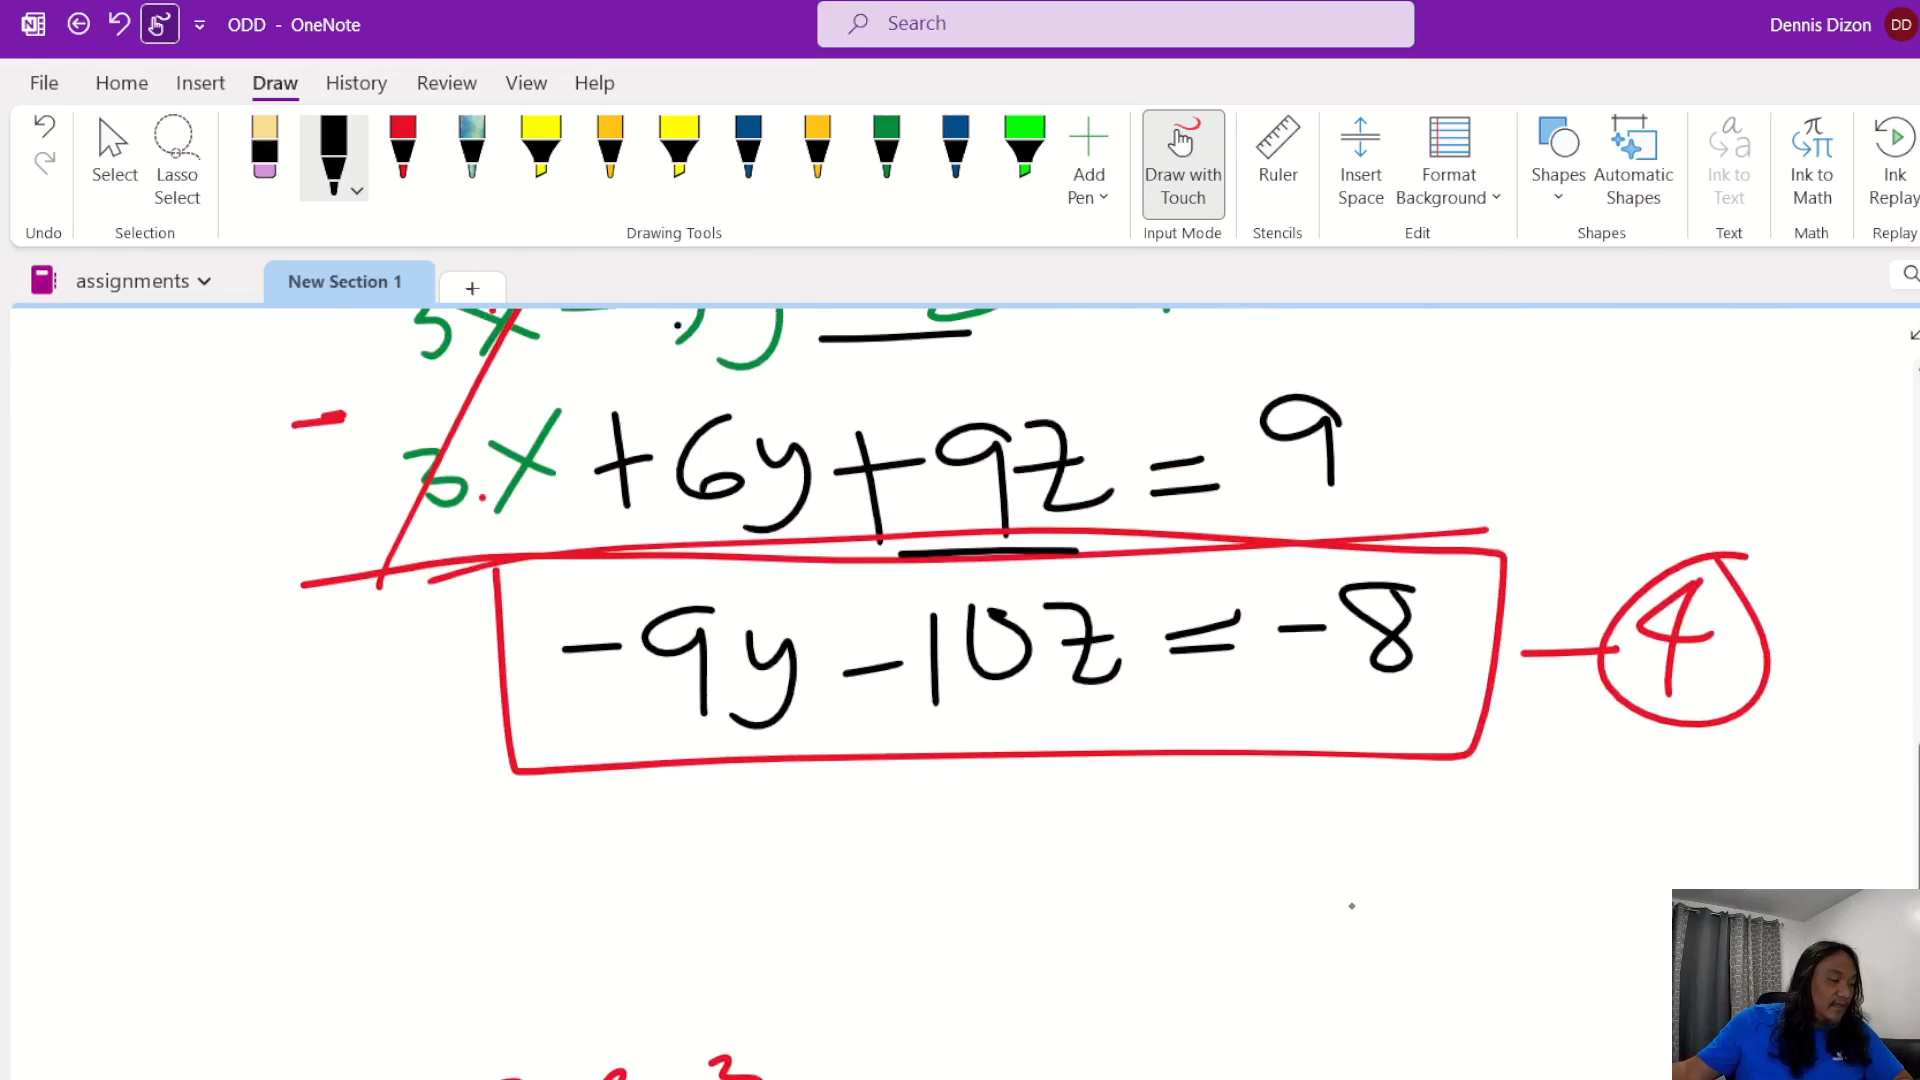 ODD - OneNote
Search
Dennis Dizon
DD
File Home Insert Draw History Review View Help
Select
Lasso Select
Add Pen
Draw with Touch
Ruler
Insert Space
Format Background
Shapes
Automatic Shapes
Ink to Text
Ink to Math
Ink Replay
Undo
Selection
Drawing Tools
Input Mode
Stencils
Edit
Shapes
Text
Math
Replay
assignments
New Section 1
+
- 3x + 6y + 9z = 9
-9y - 10z = -8 - 4